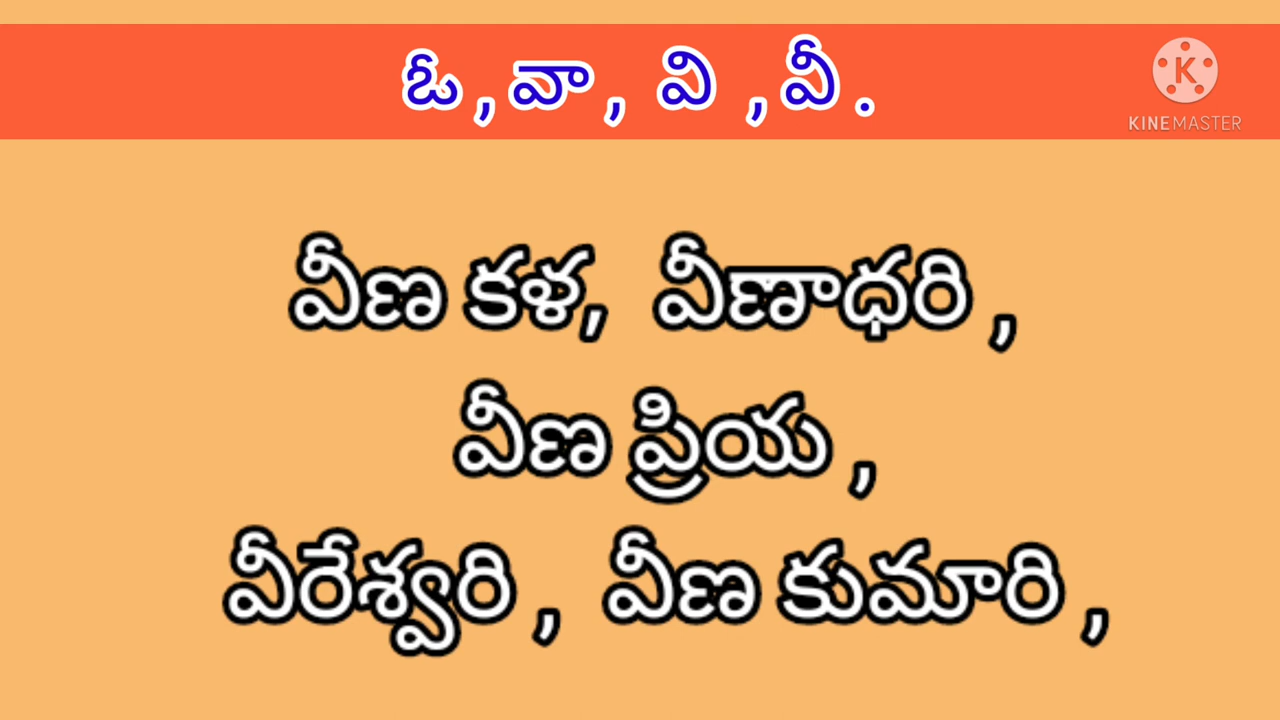 ఓ , వా , వి , వీ .
KINEMASTER
వీణ కళ, వీణాధరి ,
వీణ ప్రియ ,
వీరేశ్వరి , వీణ కుమారి ,